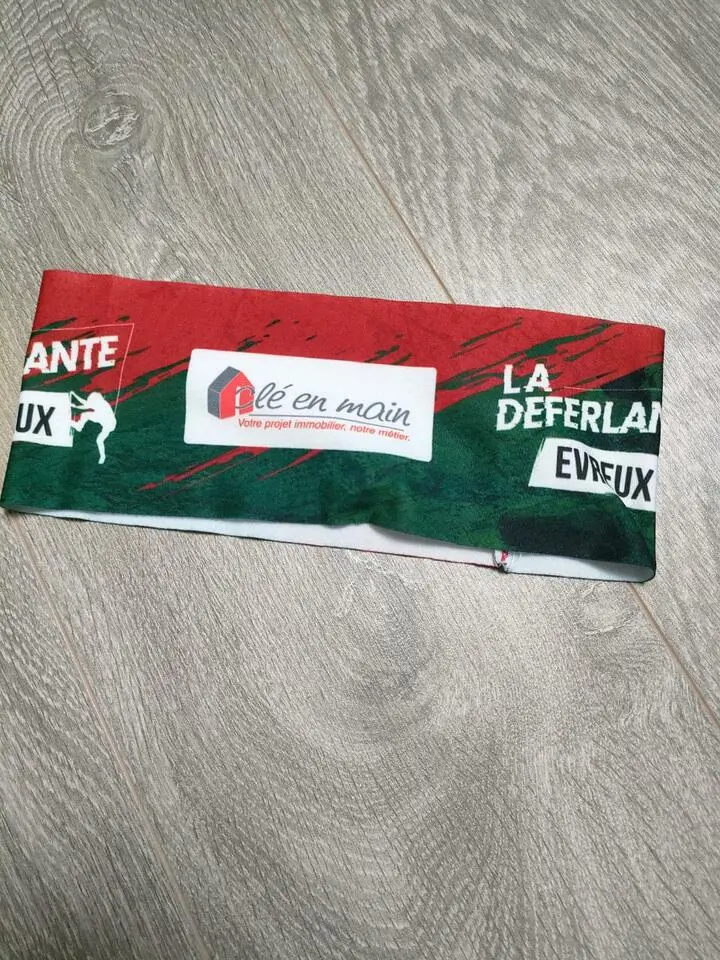 ANTE
UX
clé en main
Votre projet immobilier, notre métier.
LA
DEFERLAN
EVREUX